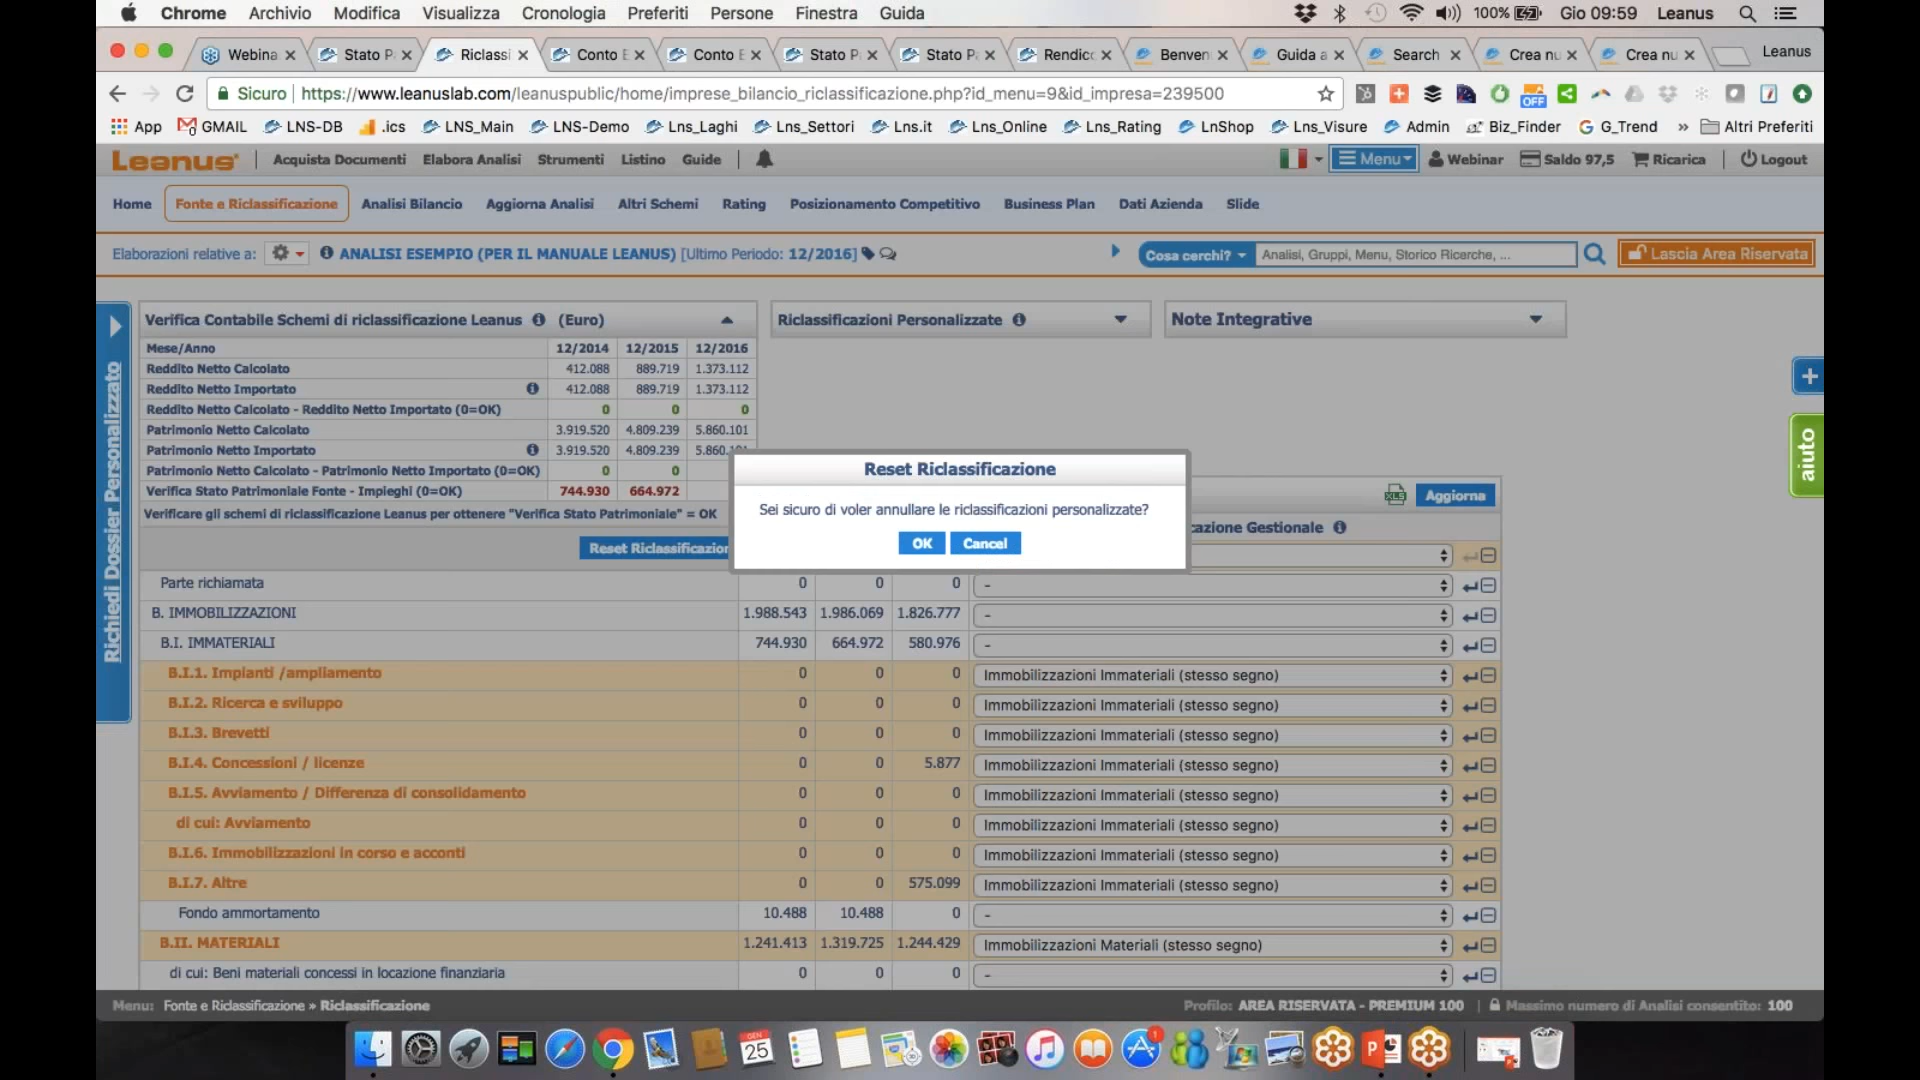 Chrome Archivio Modifica Visualizza Cronologia Preferiti Persone Finestra Guida 100% Gio 09:59 Leanus
Webina Stato P Riclassi Conto E Conto E Stato P Stato P Rendico Benven Guida a Search Crea nu Crea nu Leanus
Sicuro https://www.leanuslab.com/leanuspublic/home/imprese_bilancio_riclassificazione.php?id_menu=9&id_impresa=239500 OFF
App GMAIL LNS-DB .ics LNS_Main LNS-Demo Lns_Laghi Lns_Settori Lns.it Lns_Online Lns_Rating LnShop Lns_Visure Admin Biz_Finder G_Trend » Altri Preferiti
Leanus Acquista Documenti Elabora Analisi Strumenti Listino Guide Menu Webinar Saldo 97,5 Ricarica Logout
Home Fonte e Riclassificazione Analisi Bilancio Aggiorna Analisi Altri Schemi Rating Posizionamento Competitivo Business Plan Dati Azienda Slide
Elaborazioni relative a: ANALISI ESEMPIO (PER IL MANUALE LEANUS) [Ultimo Periodo: 12/2016] Cosa cerchi? Analisi, Gruppi, Menu, Storico Ricerche, ... Lascia Area Riservata
Richiedi Dossier Personalizzato
Verifica Contabile Schemi di riclassificazione Leanus (Euro) Riclassificazioni Personalizzate Note Integrative
Mese/Anno 12/2014 12/2015 12/2016
Reddito Netto Calcolato 412.088 889.719 1.373.112
Reddito Netto Importato 412.088 889.719 1.373.112
Reddito Netto Calcolato - Reddito Netto Importato (0=OK) 0 0 0
Patrimonio Netto Calcolato 3.919.520 4.809.239 5.860.101
Patrimonio Netto Importato 3.919.520 4.809.239 5.860.
Patrimonio Netto Calcolato - Patrimonio Netto Importato (0=OK) 0 0
Verifica Stato Patrimoniale Fonte - Impieghi (0=OK) 744.930 664.972
Verificare gli schemi di riclassificazione Leanus per ottenere "Verifica Stato Patrimoniale" = OK
aiuto
Reset Riclassificazione
Sei sicuro di voler annullare le riclassificazioni personalizzate?
OK Cancel
XLS Aggiorna
cazione Gestionale
Reset Riclassificazion
Parte richiamata 0 0 0 -
B. IMMOBILIZZAZIONI 1.988.543 1.986.069 1.826.777 -
B.I. IMMATERIALI 744.930 664.972 580.976 -
B.I.1. Impianti /ampliamento 0 0 0 Immobilizzazioni Immateriali (stesso segno)
B.I.2. Ricerca e sviluppo 0 0 0 Immobilizzazioni Immateriali (stesso segno)
B.I.3. Brevetti 0 0 0 Immobilizzazioni Immateriali (stesso segno)
B.I.4. Concessioni / licenze 0 0 5.877 Immobilizzazioni Immateriali (stesso segno)
B.I.5. Avviamento / Differenza di consolidamento 0 0 0 Immobilizzazioni Immateriali (stesso segno)
di cui: Avviamento 0 0 0 Immobilizzazioni Immateriali (stesso segno)
B.I.6. Immobilizzazioni in corso e acconti 0 0 0 Immobilizzazioni Immateriali (stesso segno)
B.I.7. Altre 0 0 575.099 Immobilizzazioni Immateriali (stesso segno)
Fondo ammortamento 10.488 10.488 0 -
B.II. MATERIALI 1.241.413 1.319.725 1.244.429 Immobilizzazioni Materiali (stesso segno)
di cui: Beni materiali concessi in locazione finanziaria 0 0 0 -
Menu: Fonte e Riclassificazione » Riclassificazione Profilo: AREA RISERVATA - PREMIUM 100 | Massimo numero di Analisi consentito: 100
GEN 25 1